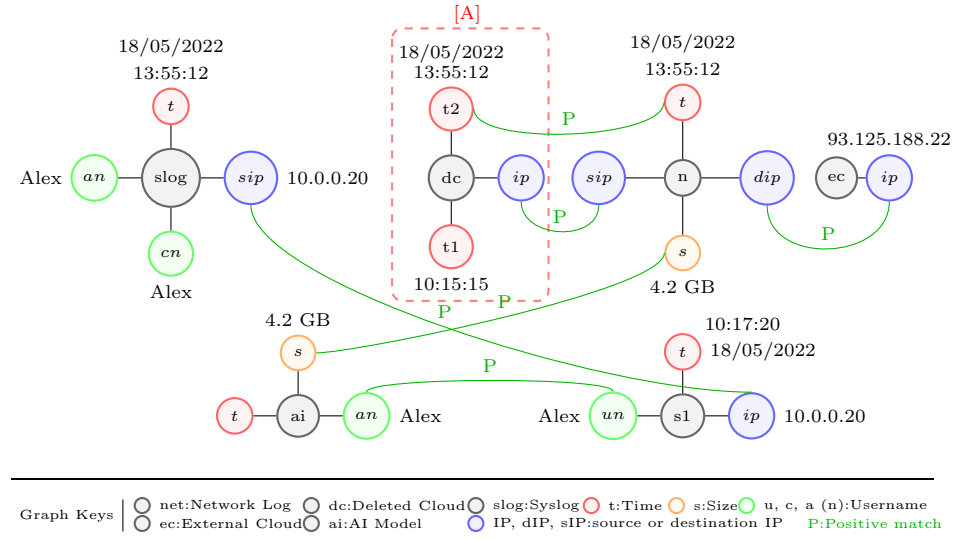 [A]
18/05/2022
13:55:12
18/05/2022
13:55:12
18/05/2022
13:55:12
t
t2
t
P
93.125.188.22
Alex
an
slog
sip
10.0.0.20
dc
ip
sip
n
dip
ec
ip
P
P
cn
t1
s
Alex
10:15:15
4.2 GB
P
P
4.2 GB
10:17:20
s
t
18/05/2022
P
t
ai
an
Alex
Alex
un
s1
ip
10.0.0.20
Graph Keys
net:Network Log
dc:Deleted Cloud
slog:Syslog
t:Time
s:Size
u, c, a (n):Username
ec:External Cloud
ai:AI Model
IP, dIP, sIP:source or destination IP
P:Positive match